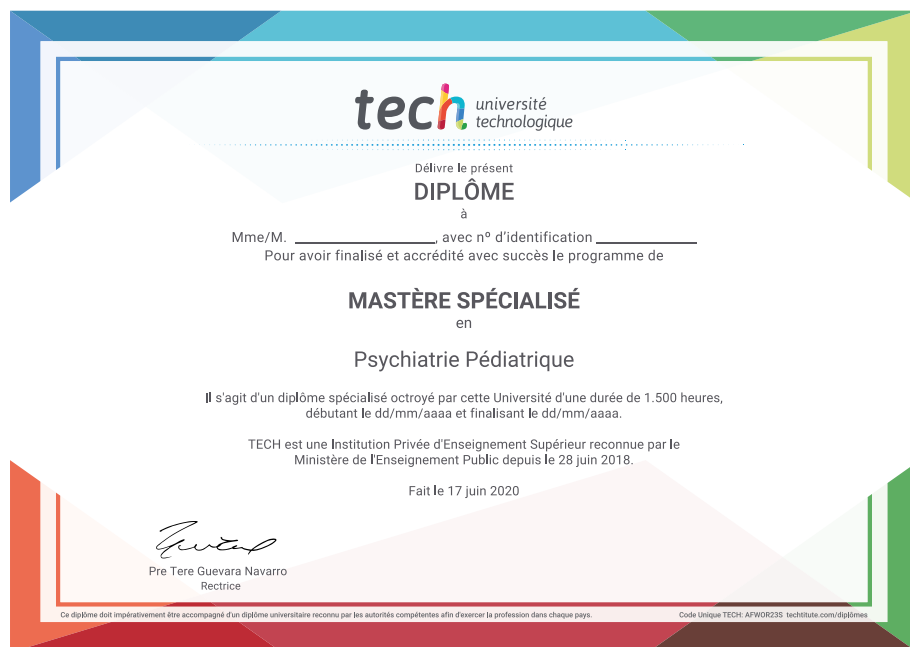 tech université
technologique
Délivre le présent
DIPLÔME
à
Mme/M. ____________, avec nº d'identification ____________
Pour avoir finalisé et accrédité avec succès le programme de
MASTÈRE SPÉCIALISÉ
en
Psychiatrie Pédiatrique
Il s'agit d'un diplôme spécialisé octroyé par cette Université d'une durée de 1.500 heures,
débutant le dd/mm/aaaa et finalisant le dd/mm/aaaa.
TECH est une Institution Privée d'Enseignement Supérieur reconnue par le
Ministère de l'Enseignement Public depuis le 28 juin 2018.
Fait le 17 juin 2020
Pre Tere Guevara Navarro
Rectrice
Ce diplôme doit impérativement être accompagné d'un diplôme universitaire reconnu par les autorités compétentes afin d'exercer la profession dans chaque pays.
Code Unique TECH: AFWOR23S techtitute.com/diplômes